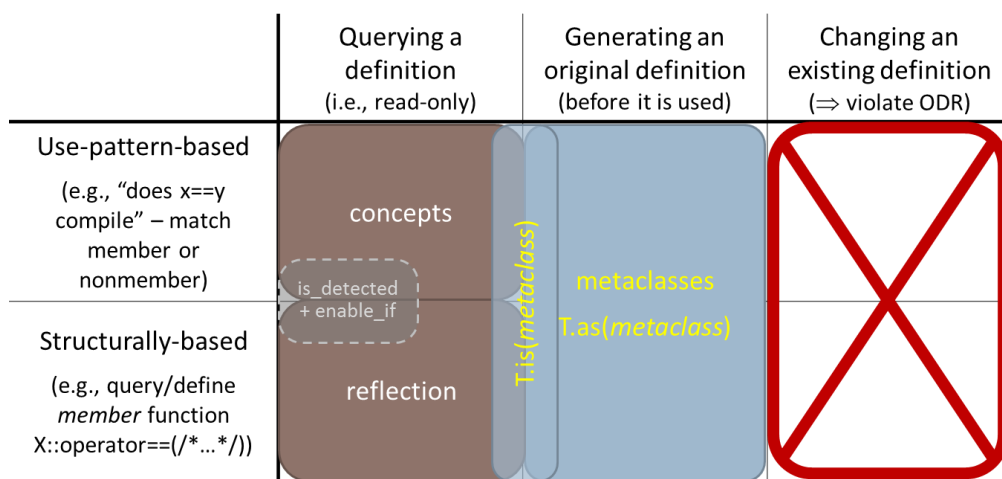 Querying a
definition
(i.e., read-only)
Generating an
original definition
(before it is used)
Changing an
existing definition
(⇒ violate ODR)
Use-pattern-based
(e.g., “does x==y
compile” – match
member or
nonmember)
concepts
is_detected
+ enable_if
T.is(metaclass)
metaclasses
T.as(metaclass)
Structurally-based
(e.g., query/define
member function
X::operator==(/*…*/))
reflection